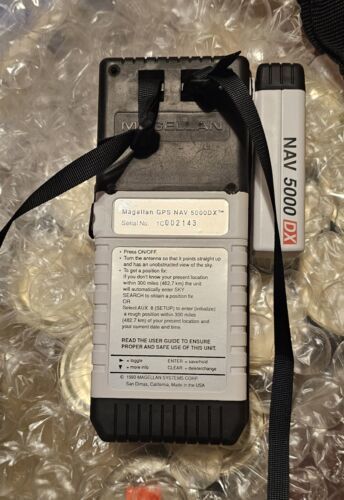 MAGELLAN
Magellan GPS NAV 5000DX™
Serial No. 1C002143
• Press ON/OFF.
• Turn the antenna so that it points straight up
and has an unobstructed view of the sky.
• To get a position fix:
If you don't know your present location
within 300 miles (482.7 km) the unit
will automatically enter SKY
SEARCH to obtain a position fix
OR
Select AUX 8 (SETUP) to enter (initialize)
a rough position within 300 miles
(482.7 km) of your present location and
your current date and time.
READ THE USER GUIDE TO ENSURE
PROPER AND SAFE USE OF THIS UNIT.
► = toggle ENTER = save/hold
▼ = more info CLEAR = delete/change
© 1990 MAGELLAN SYSTEMS CORP.
San Dimas, California, Made in the USA
NAV 5000 DX